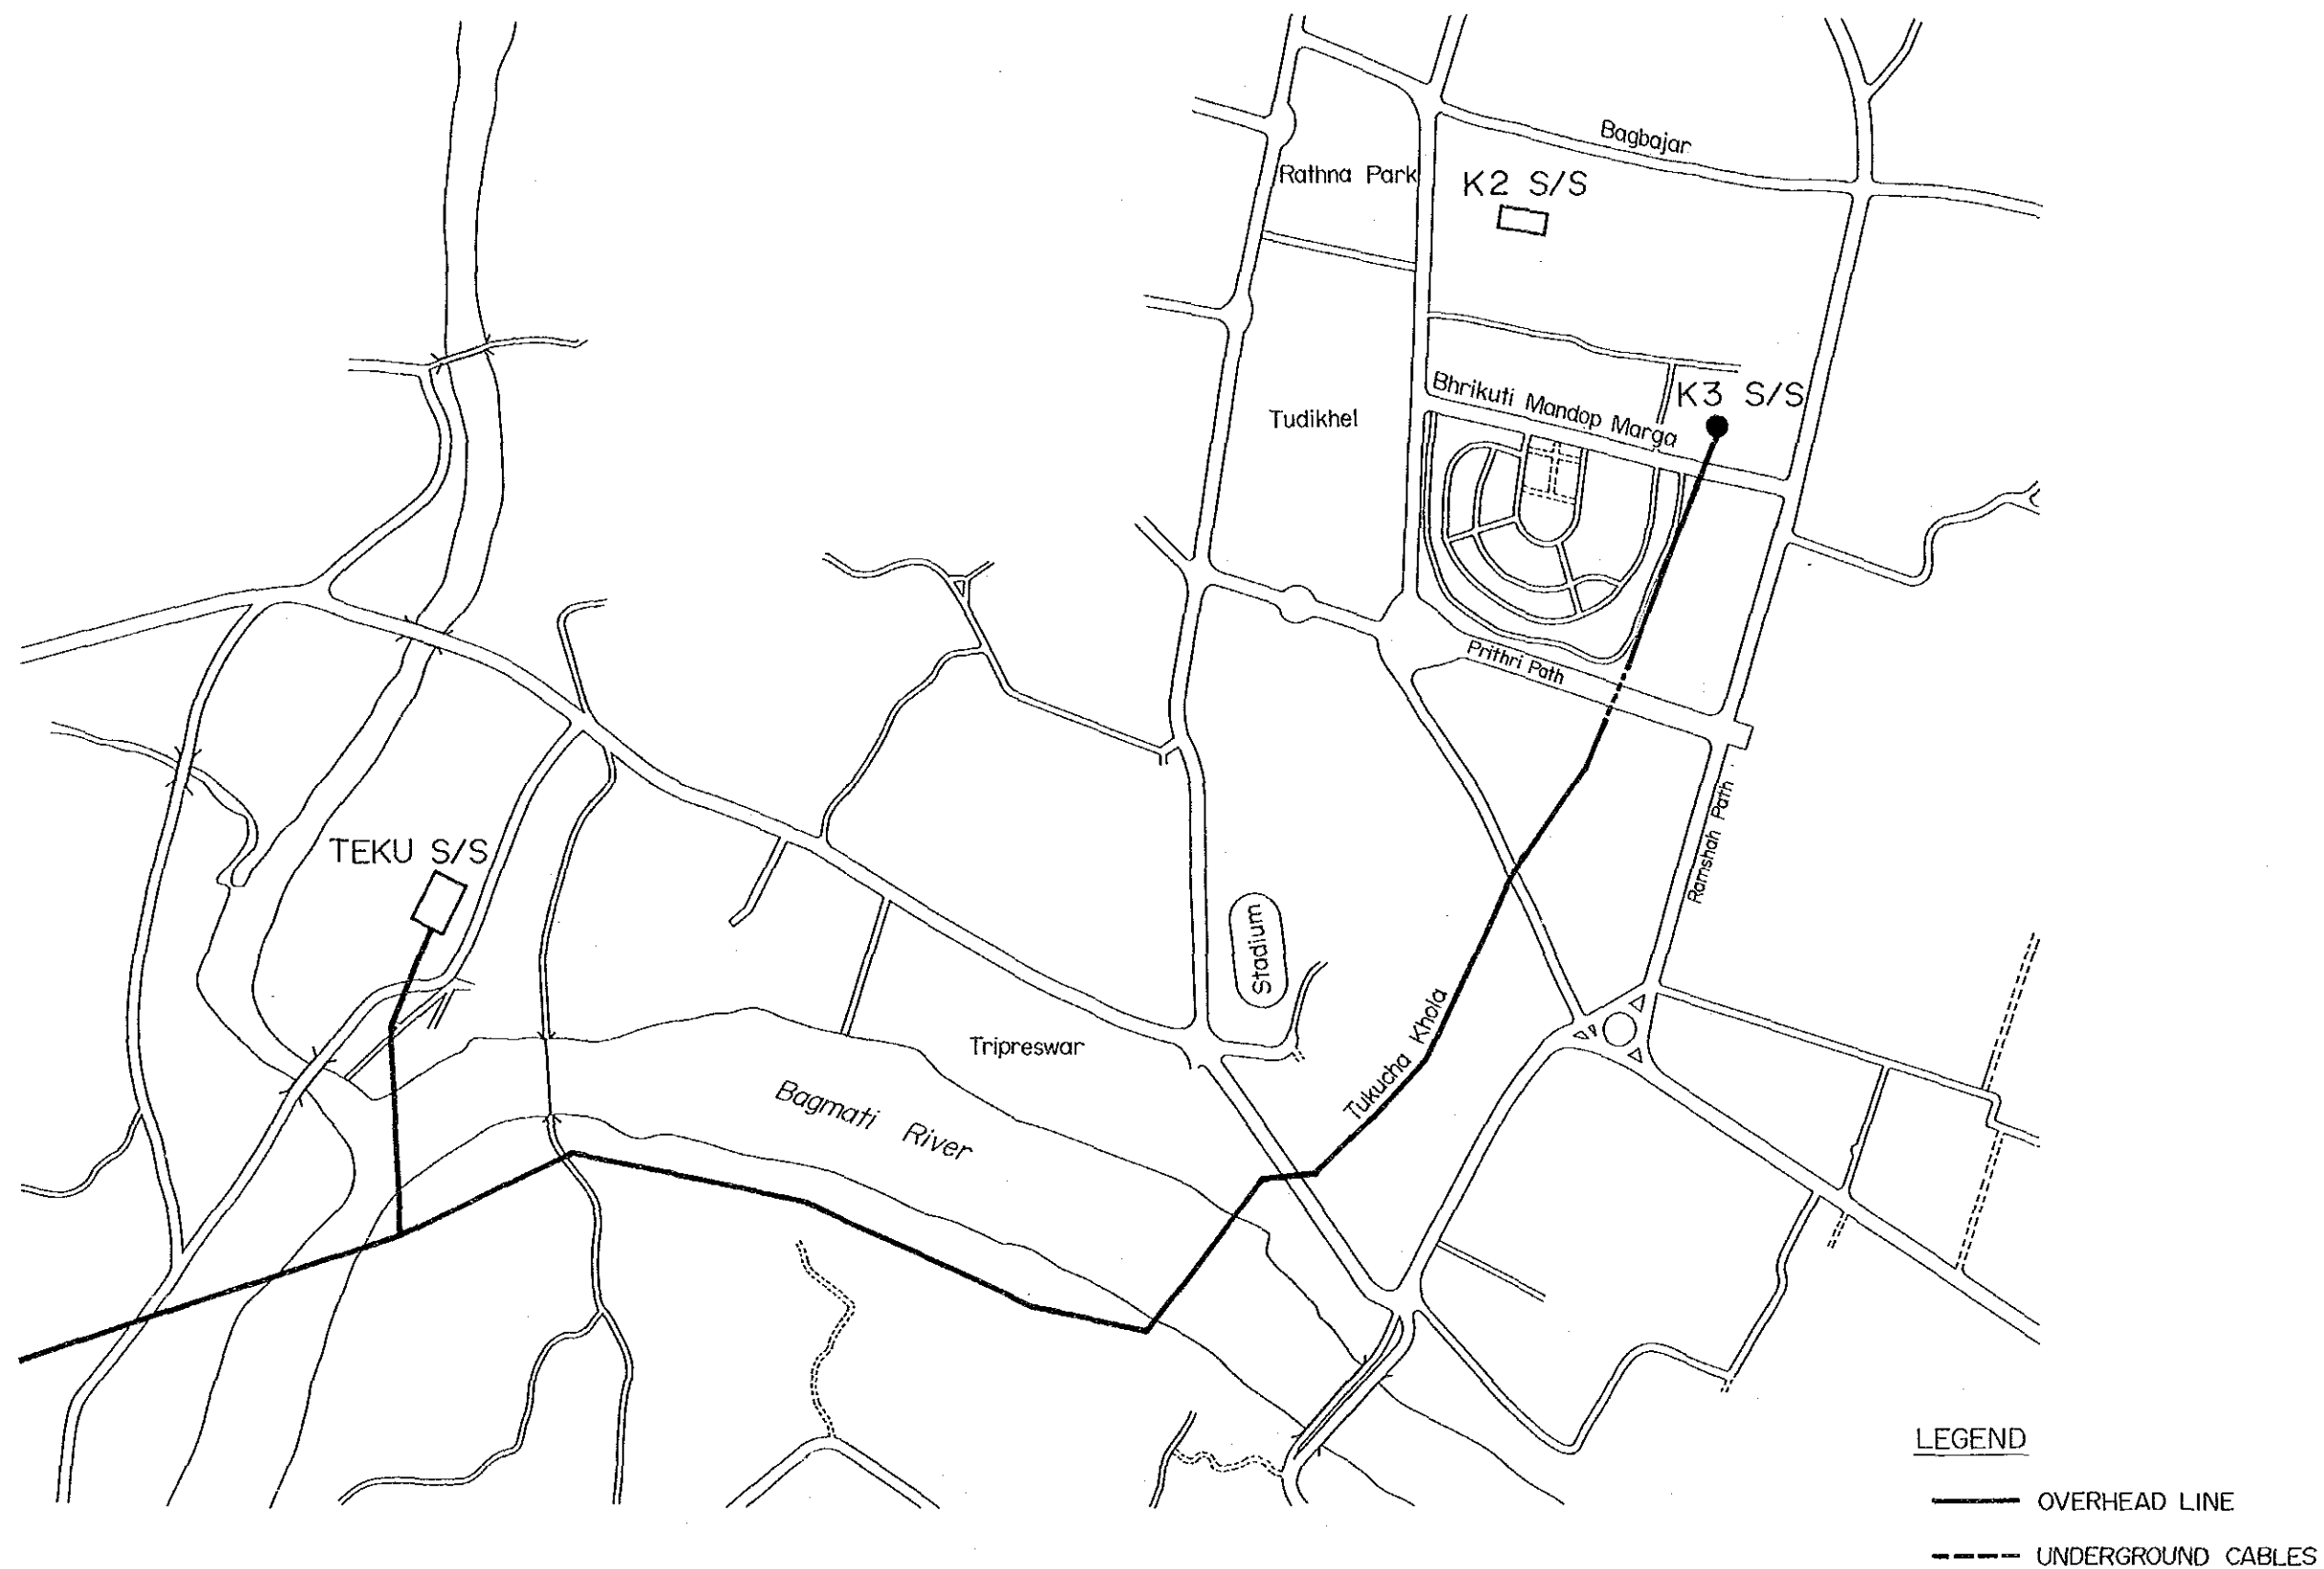 Bagbajar
Rathna Park
K2 S/S
Bhrikuti Mandop Marga
K3 S/S
Tudikhel
Prithri Path
Ramshah Path
TEKU S/S
Stadium
Tukucha Khola
Tripreswar
Bagmati River
LEGEND
OVERHEAD LINE
UNDERGROUND CABLES